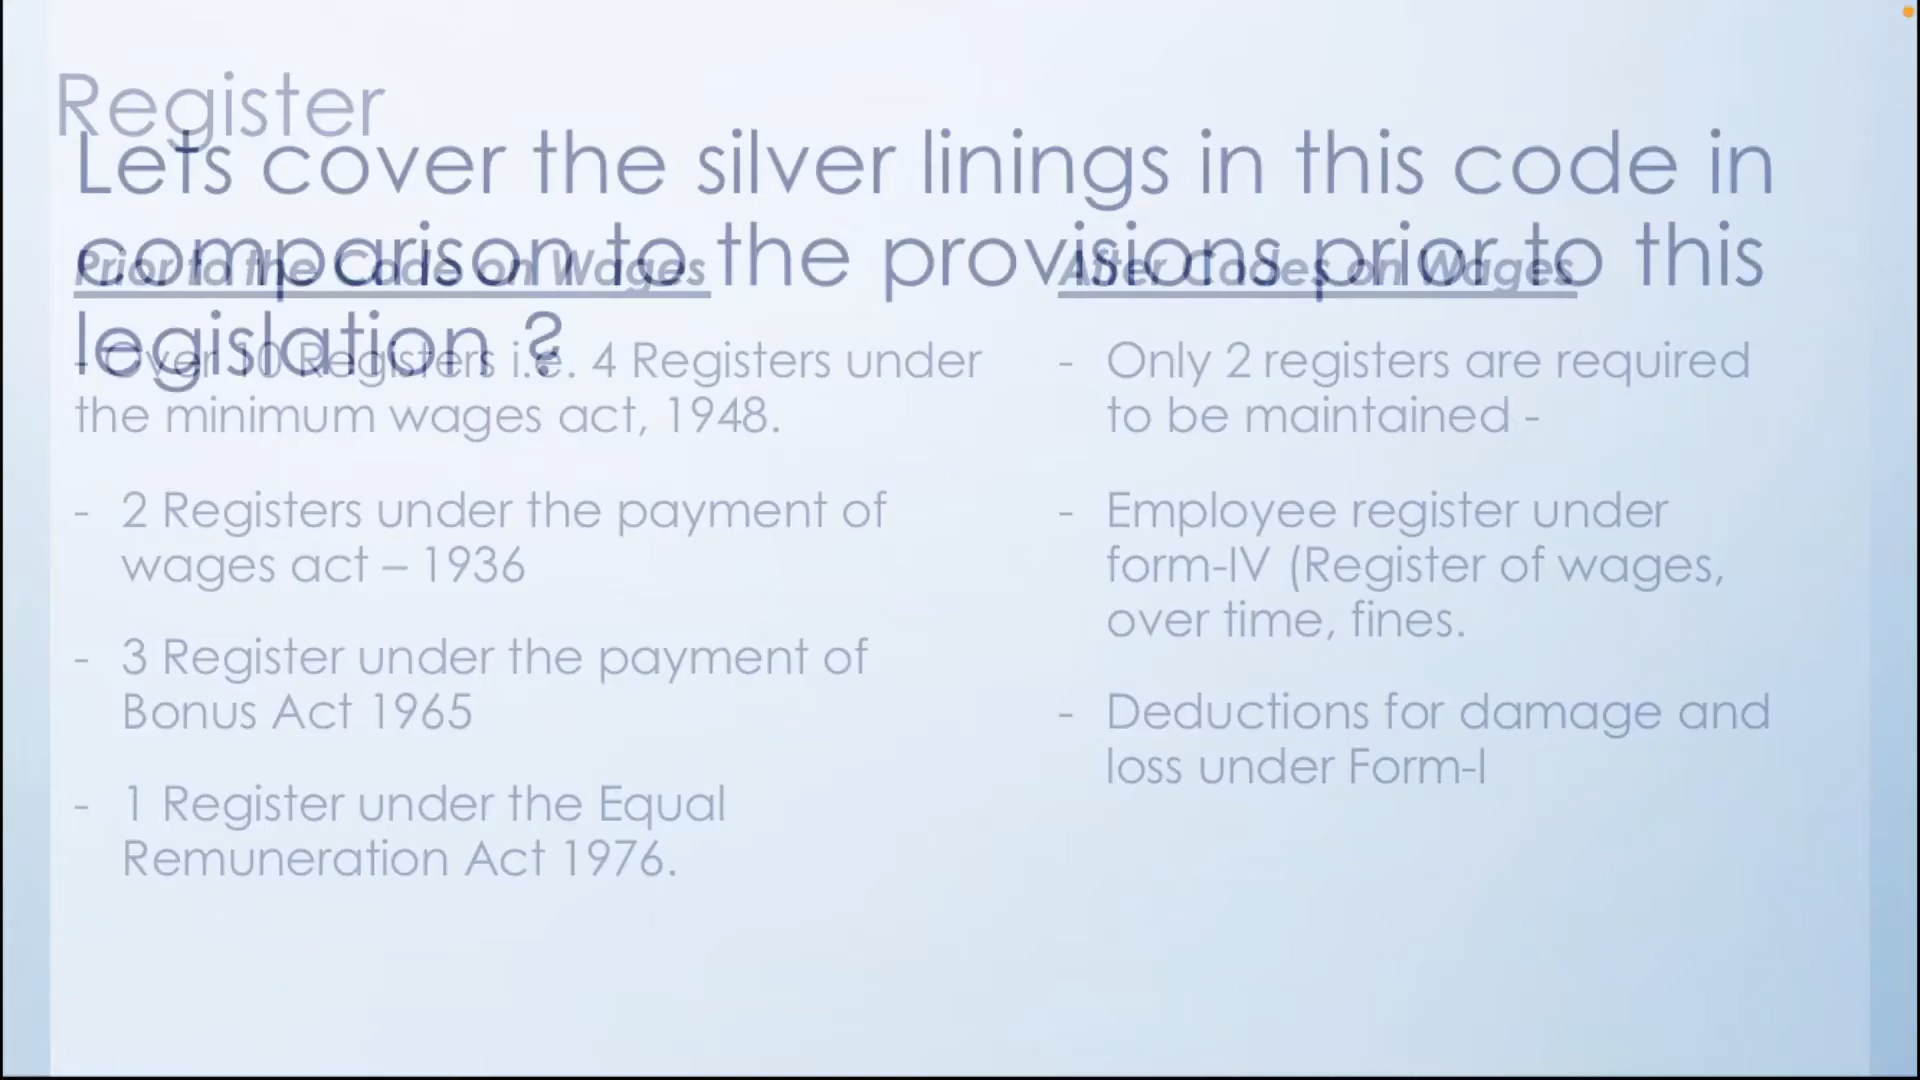 Register
Lets cover the silver linings in this code in
comparison to the provisions prior to this
legislation ?
Prior to the Code on Wages
- Over 10 Registers i.e. 4 Registers under
the minimum wages act, 1948.
- 2 Registers under the payment of
wages act – 1936
- 3 Register under the payment of
Bonus Act 1965
- 1 Register under the Equal
Remuneration Act 1976.
After Codes on Wages
- Only 2 registers are required
to be maintained -
- Employee register under
form-IV (Register of wages,
over time, fines.
- Deductions for damage and
loss under Form-I